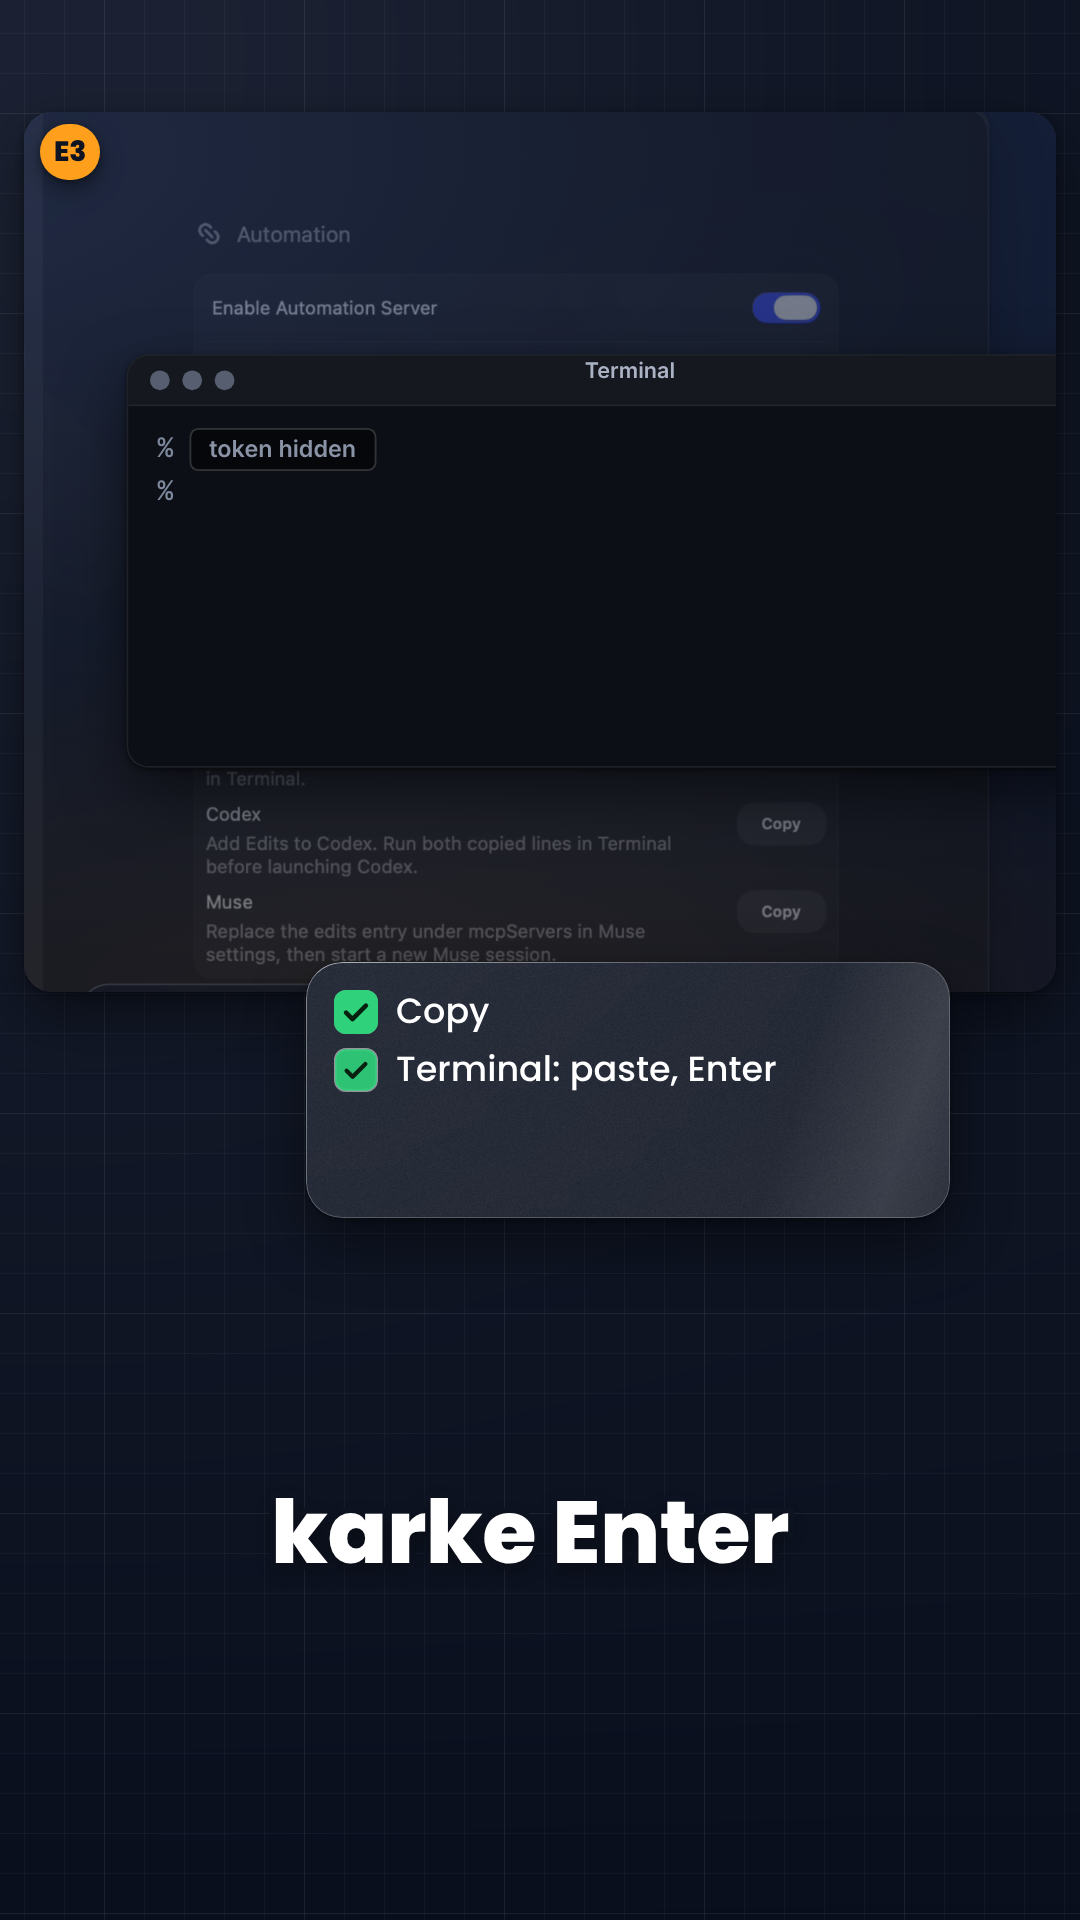 E3
Automation
Enable Automation Server
Terminal
% token hidden
%
in Terminal.
Codex
Copy
Add Edits to Codex. Run both copied lines in Terminal
before launching Codex.
Muse
Copy
Replace the edits entry under mcpServers in Muse
settings, then start a new Muse session.
Copy
Terminal: paste, Enter
karke Enter